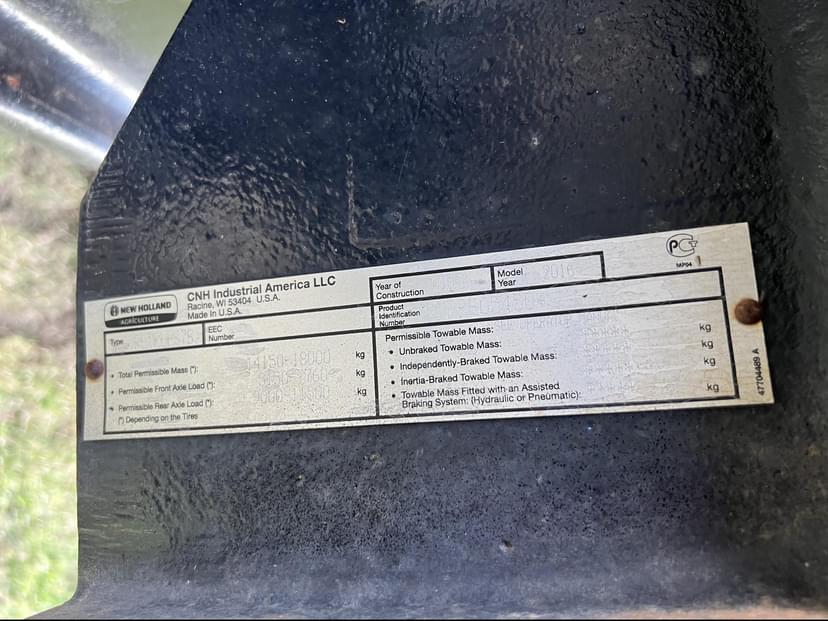 NEW HOLLAND
AGRICULTURE
CNH Industrial America LLC
Racine, WI 53404 U.S.A.
Made in U.S.A.
Year of
Construction
Model
Year
2016
Product
Identification
Number
Type
EEC
Number
• Total Permissible Mass (*):
14150-18000
kg
• Permissible Front Axle Load (*):
kg
• Permissible Rear Axle Load (*):
kg
(*) Depending on the Tires
Permissible Towable Mass:
• Unbraked Towable Mass:
kg
• Independently-Braked Towable Mass:
kg
• Inertia-Braked Towable Mass:
kg
• Towable Mass Fitted with an Assisted
Braking System: (Hydraulic or Pneumatic):
kg
PCT
MP04
47704489 A